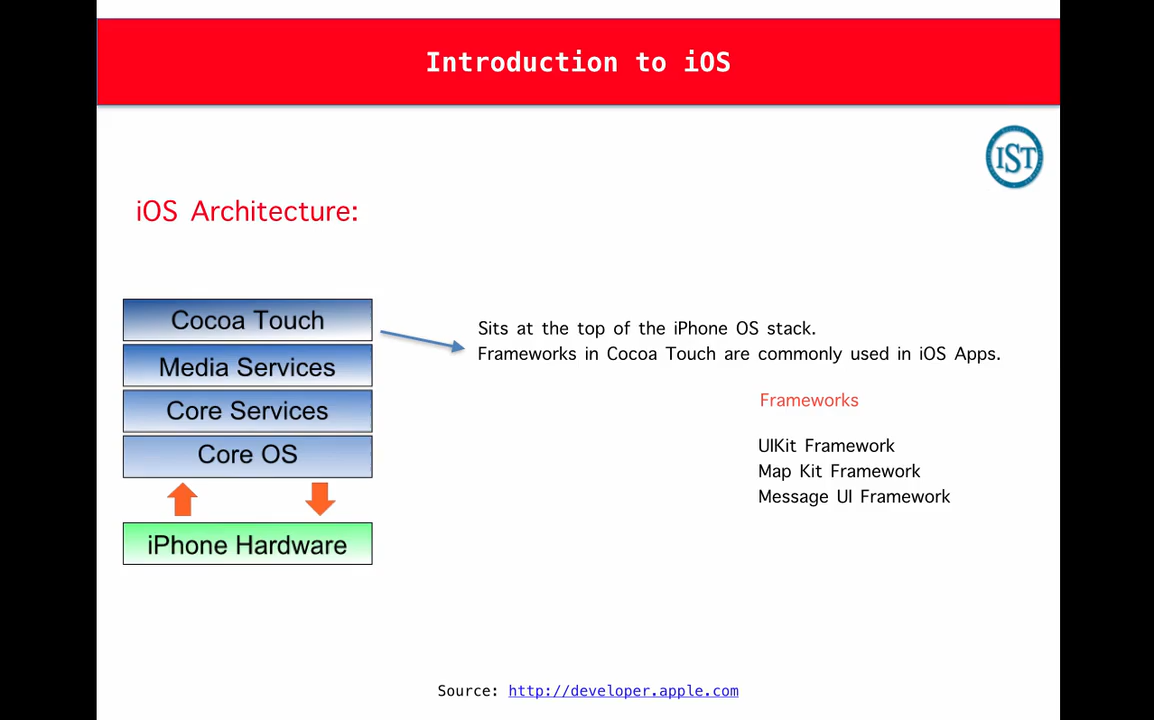 Introduction to iOS
IST
iOS Architecture:
Cocoa Touch
Media Services
Core Services
Core OS
iPhone Hardware
Sits at the top of the iPhone OS stack.
Frameworks in Cocoa Touch are commonly used in iOS Apps.
Frameworks
UIKit Framework
Map Kit Framework
Message UI Framework
Source: http://developer.apple.com